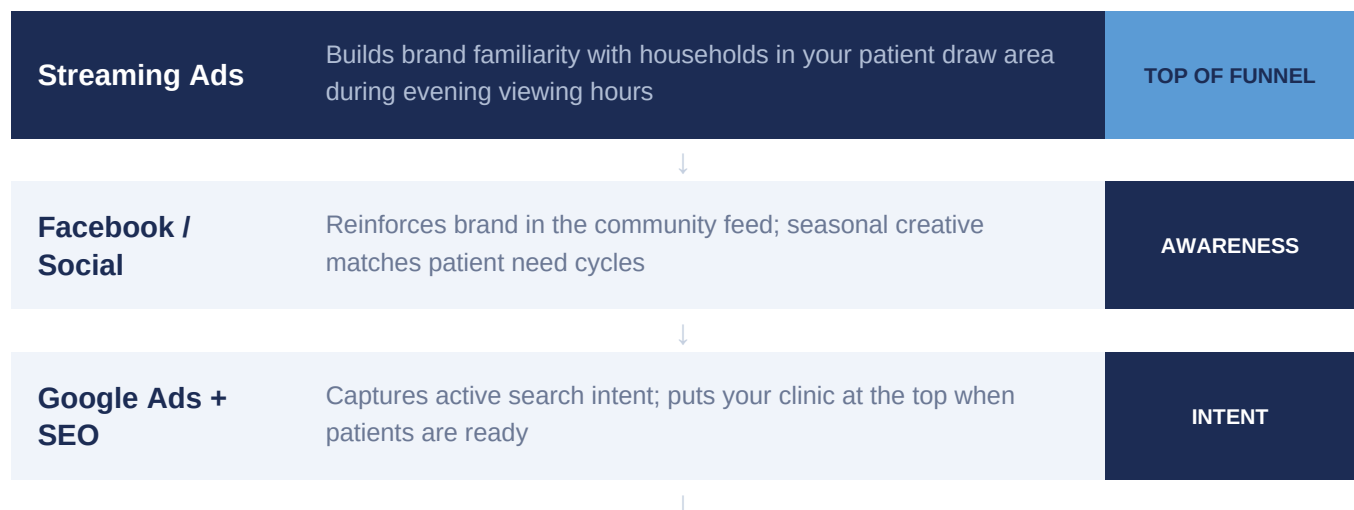 Streaming Ads
Builds brand familiarity with households in your patient draw area
during evening viewing hours
TOP OF FUNNEL
↓
Facebook /
Social
Reinforces brand in the community feed; seasonal creative
matches patient need cycles
AWARENESS
↓
Google Ads +
SEO
Captures active search intent; puts your clinic at the top when
patients are ready
INTENT